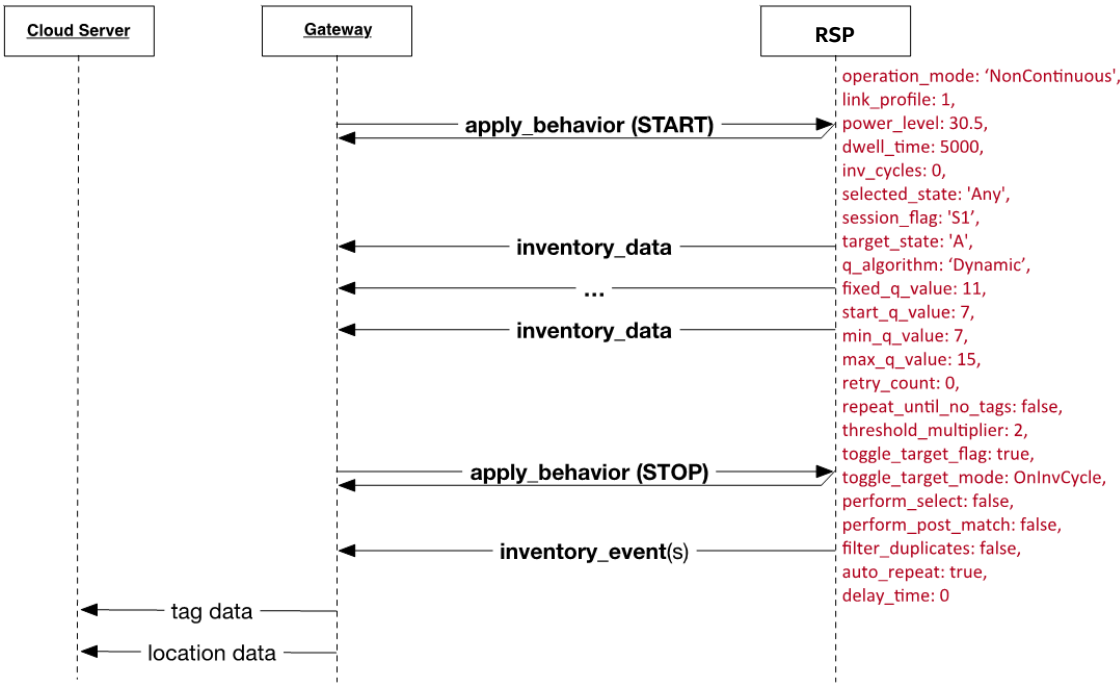 Cloud Server
Gateway
RSP
operation_mode: ‘NonContinuous',
link_profile: 1,
apply_behavior (START)
power_level: 30.5,
dwell_time: 5000,
inv_cycles: 0,
selected_state: 'Any',
session_flag: 'S1’,
inventory_data
target_state: 'A',
q_algorithm: ‘Dynamic’,
...
fixed_q_value: 11,
start_q_value: 7,
inventory_data
min_q_value: 7,
max_q_value: 15,
retry_count: 0,
repeat_until_no_tags: false,
threshold_multiplier: 2,
toggle_target_flag: true,
apply_behavior (STOP)
toggle_target_mode: OnInvCycle,
perform_select: false,
perform_post_match: false,
inventory_event(s)
filter_duplicates: false,
auto_repeat: true,
delay_time: 0
tag data
location data